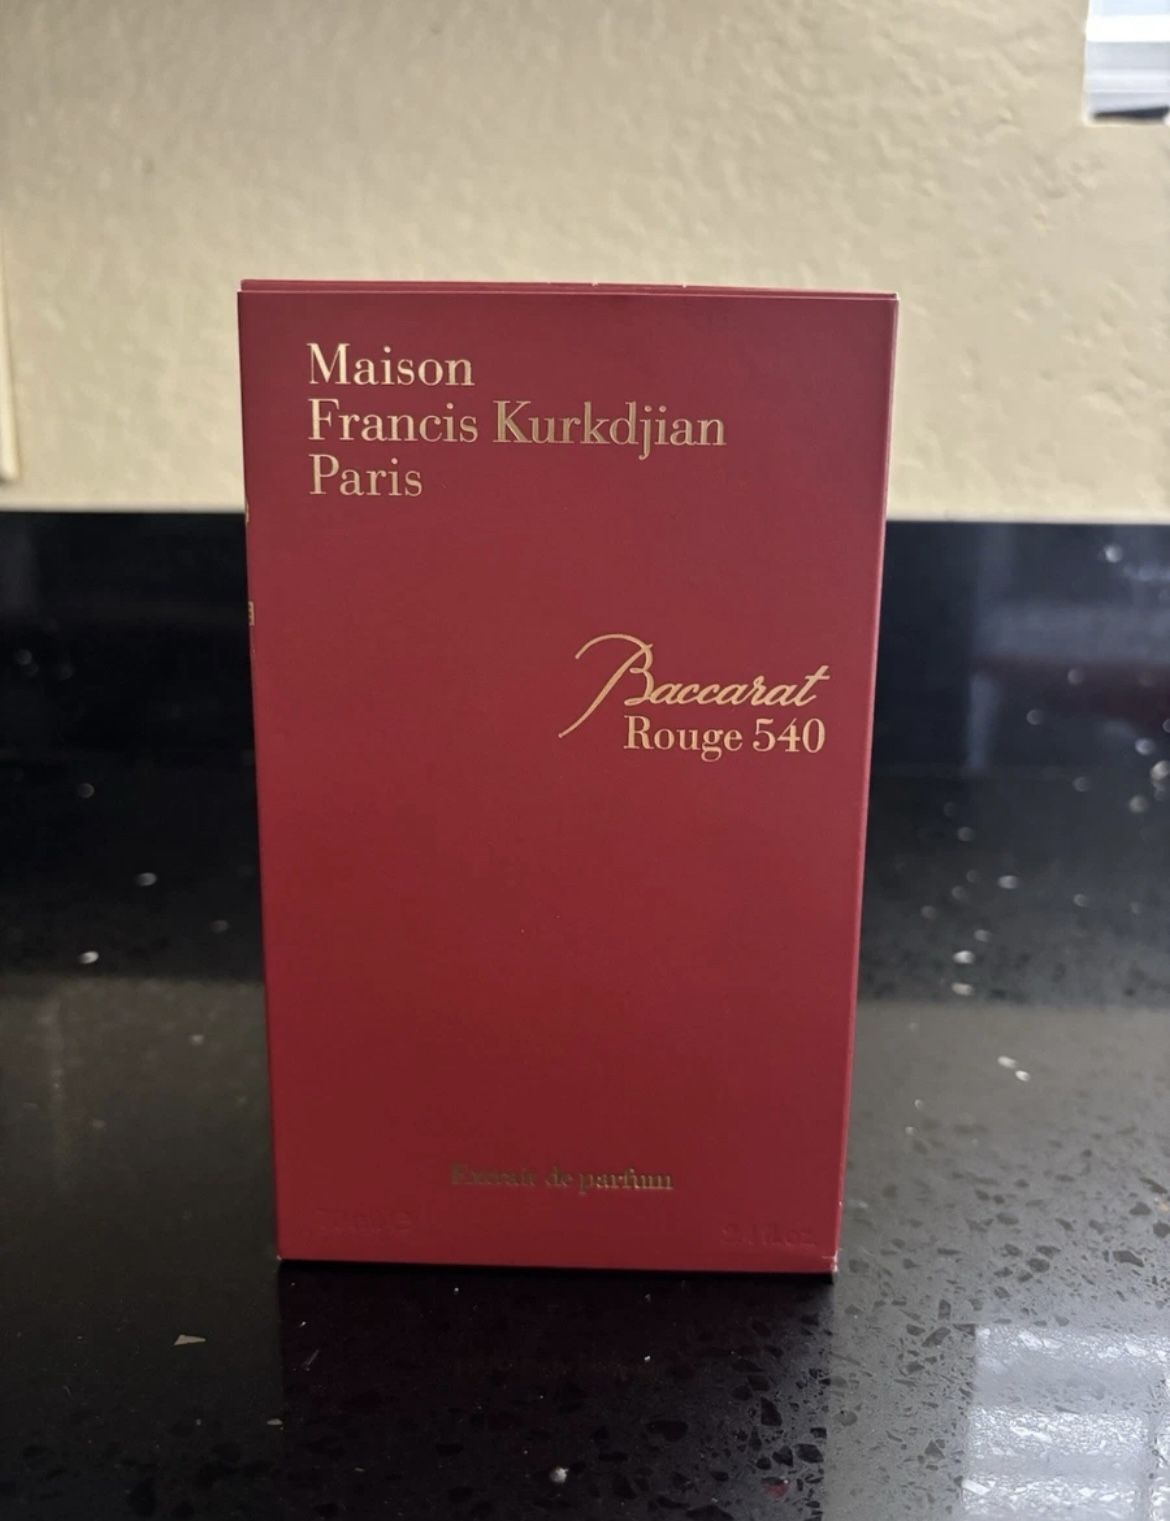 Maison
Francis Kurkdjian
Paris
Baccarat
Rouge 540
Extrait de parfum